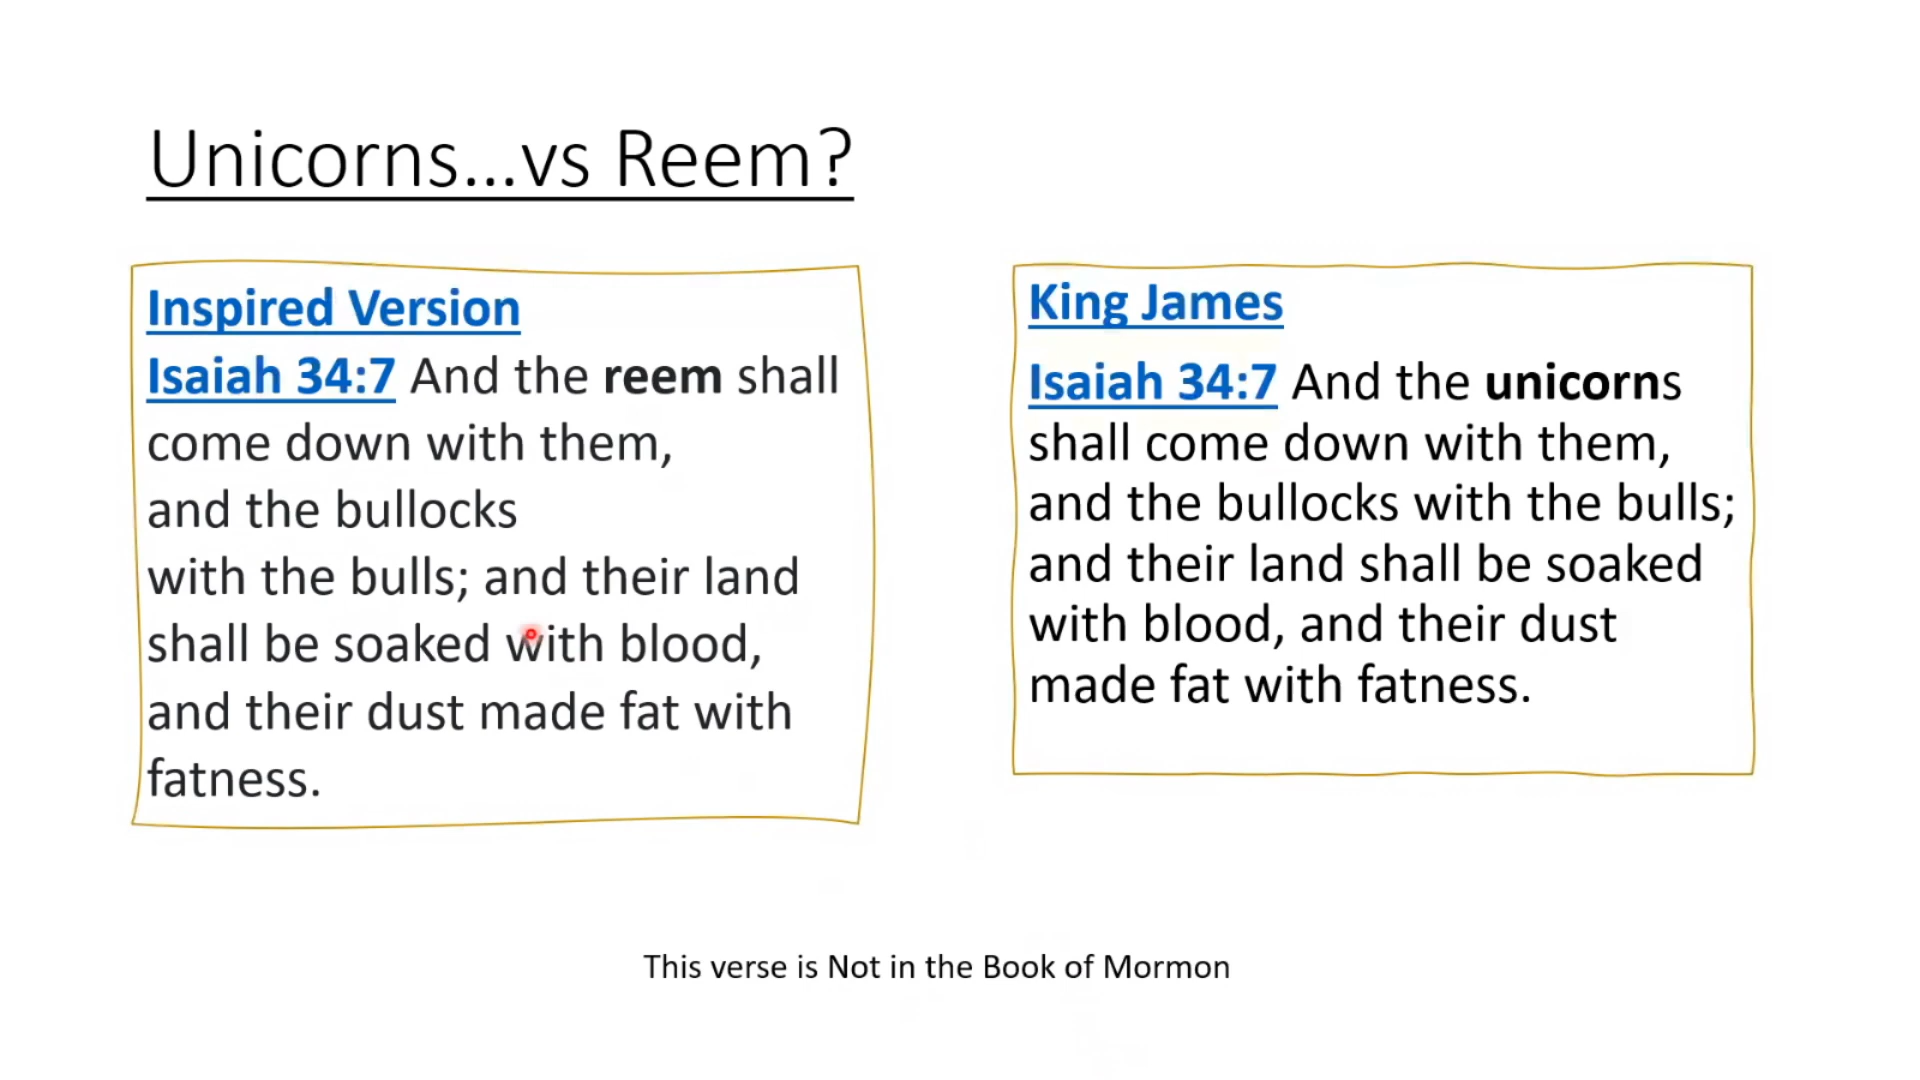 Unicorns...vs Reem?
Inspired Version
Isaiah 34:7 And the reem shall
come down with them,
and the bullocks
with the bulls; and their land
shall be soaked with blood,
and their dust made fat with
fatness.
King James
Isaiah 34:7 And the unicorns
shall come down with them,
and the bullocks with the bulls;
and their land shall be soaked
with blood, and their dust
made fat with fatness.
This verse is Not in the Book of Mormon